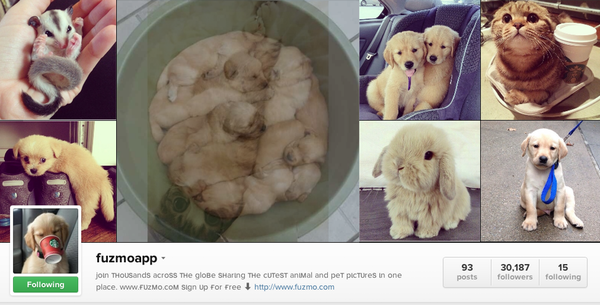 fuzmoapp
93
posts
30,187
followers
15
following
join THoUSandS acroSS THe gloBe SHaring THe cUTeST aniMal and peT picTUreS in one
place. www.FUZMo.coM Sign Up For Free ⬇ http://www.fuzmo.com
Following